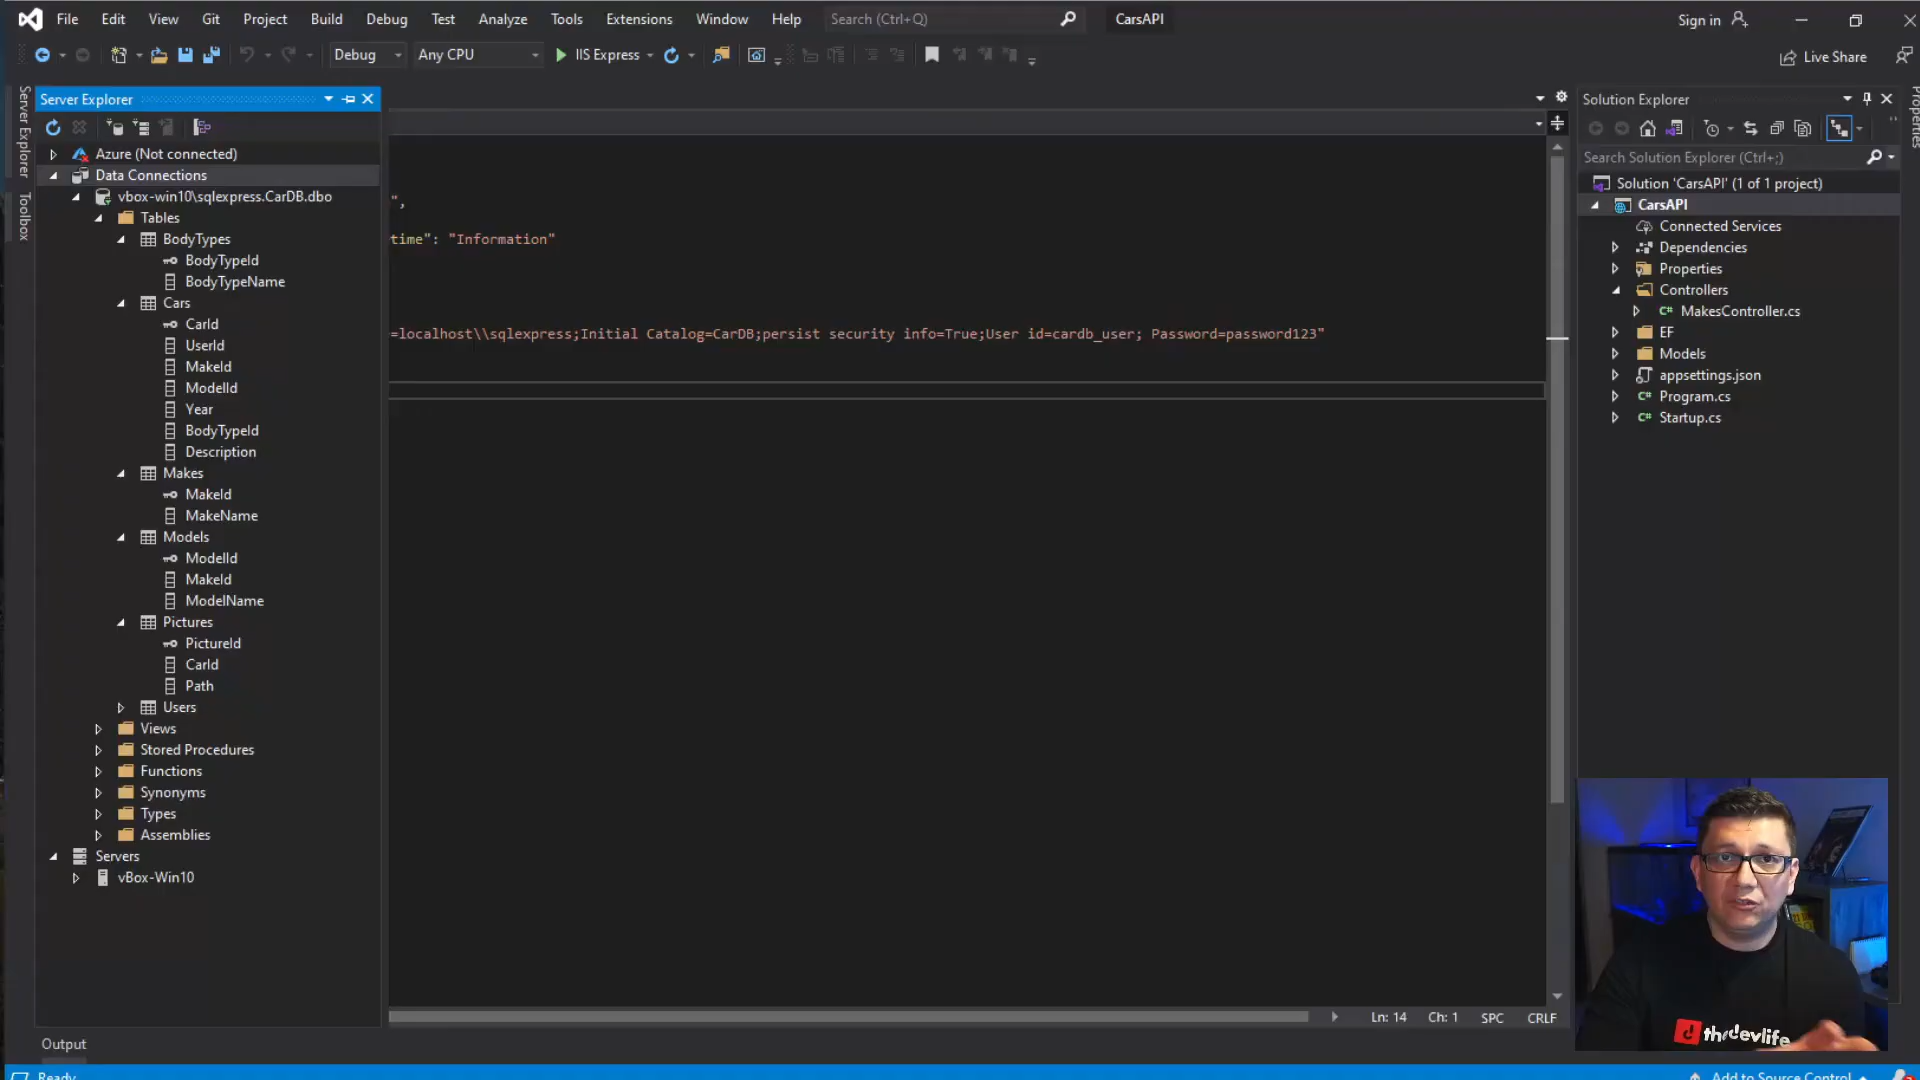 File Edit View Git Project Build Debug Test Analyze Tools Extensions Window Help Search (Ctrl+Q) CarsAPI Sign in
Debug Any CPU IIS Express Live Share
Server Explorer
Toolbox
Server Explorer
Azure (Not connected)
Data Connections
vbox-win10\sqlexpress.CarDB.dbo
Tables
BodyTypes
BodyTypeId
BodyTypeName
Cars
CarId
UserId
MakeId
ModelId
Year
BodyTypeId
Description
Makes
MakeId
MakeName
Models
ModelId
MakeId
ModelName
Pictures
PictureId
CarId
Path
Users
Views
Stored Procedures
Functions
Synonyms
Types
Assemblies
Servers
vBox-Win10
",
time": "Information"
=localhost\\sqlexpress;Initial Catalog=CarDB;persist security info=True;User id=cardb_user; Password=password123"
Ln: 14 Ch: 1 SPC CRLF
Solution Explorer
Search Solution Explorer (Ctrl+;)
Solution 'CarsAPI' (1 of 1 project)
CarsAPI
Connected Services
Dependencies
Properties
Controllers
MakesController.cs
EF
Models
appsettings.json
Program.cs
Startup.cs
Properties
thedevlife
Output
Ready
Add to Source Control